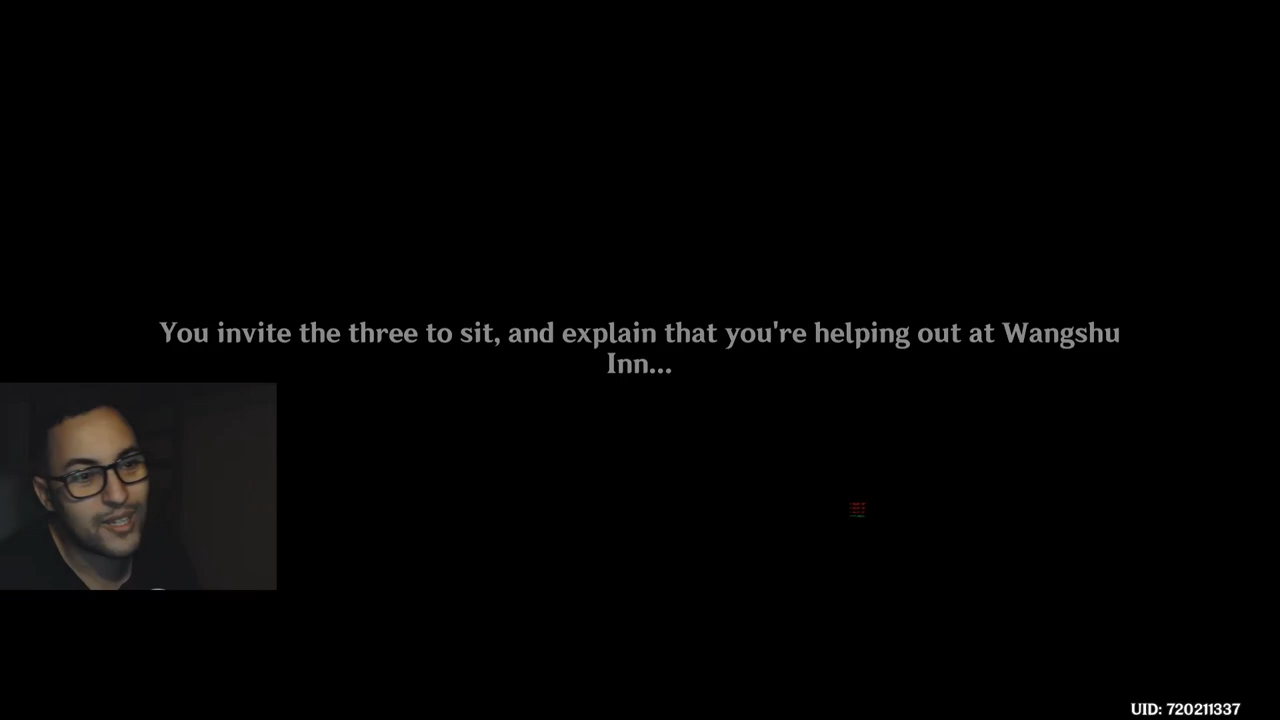 You invite the three to sit, and explain that you're helping out at Wangshu
Inn...
UID: 720211337